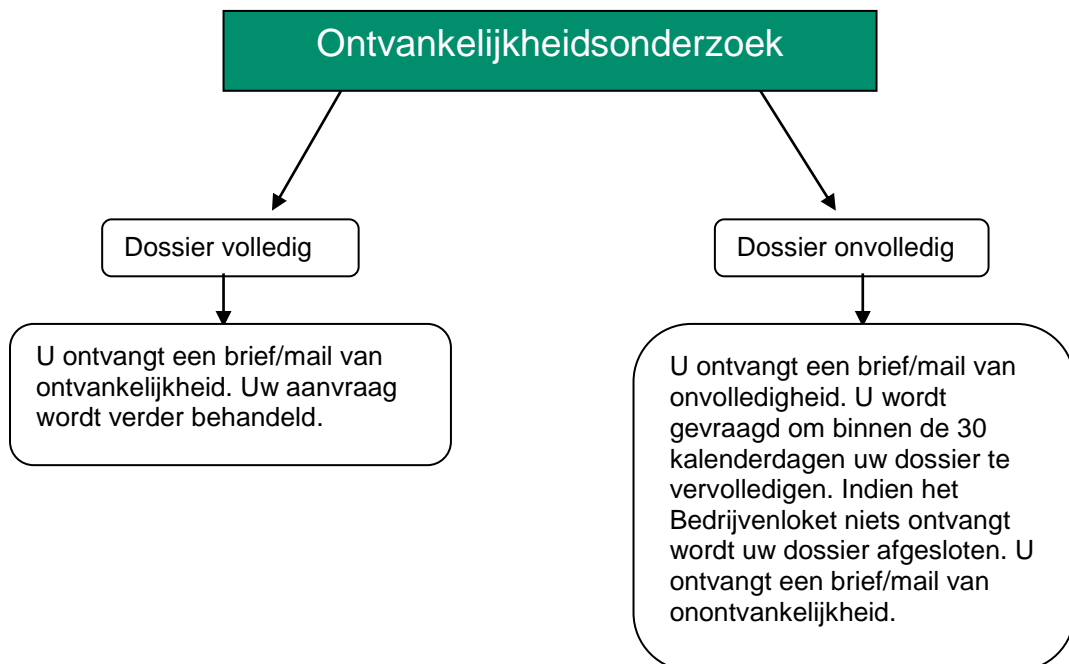 Ontvankelijkheidsonderzoek
Dossier volledig
Dossier onvolledig
U ontvangt een brief/mail van
ontvankelijkheid. Uw aanvraag
wordt verder behandeld.
U ontvangt een brief/mail van
onvolledigheid. U wordt
gevraagd om binnen de 30
kalenderdagen uw dossier te
vervolledigen. Indien het
Bedrijvenloket niets ontvangt
wordt uw dossier afgesloten. U
ontvangt een brief/mail van
onontvankelijkheid.